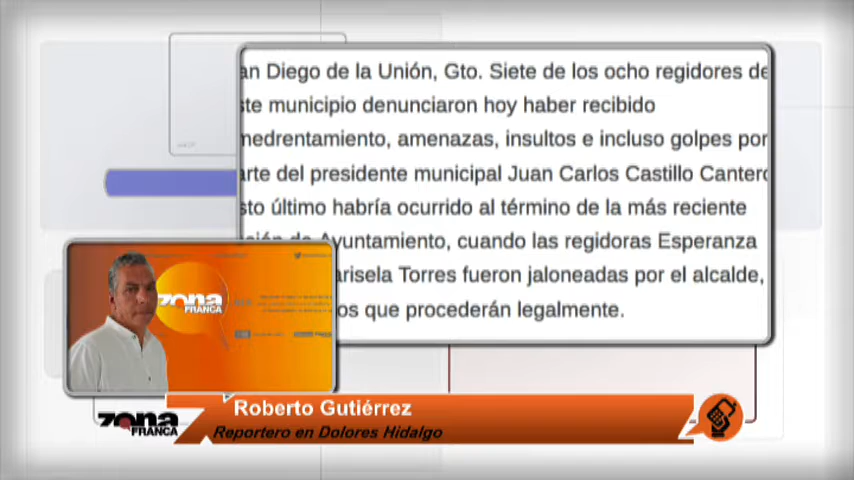 an Diego de la Unión, Gto. Siete de los ocho regidores de
ste municipio denunciaron hoy haber recibido
medrentamiento, amenazas, insultos e incluso golpes por
arte del presidente municipal Juan Carlos Castillo Cantero
sto último habría ocurrido al término de la más reciente
de Ayuntamiento, cuando las regidoras Esperanza
arisela Torres fueron jaloneadas por el alcalde,
os que procederán legalmente.
zona
FRANCA
Roberto Gutiérrez
Reportero en Dolores Hidalgo
zona
FRANCA